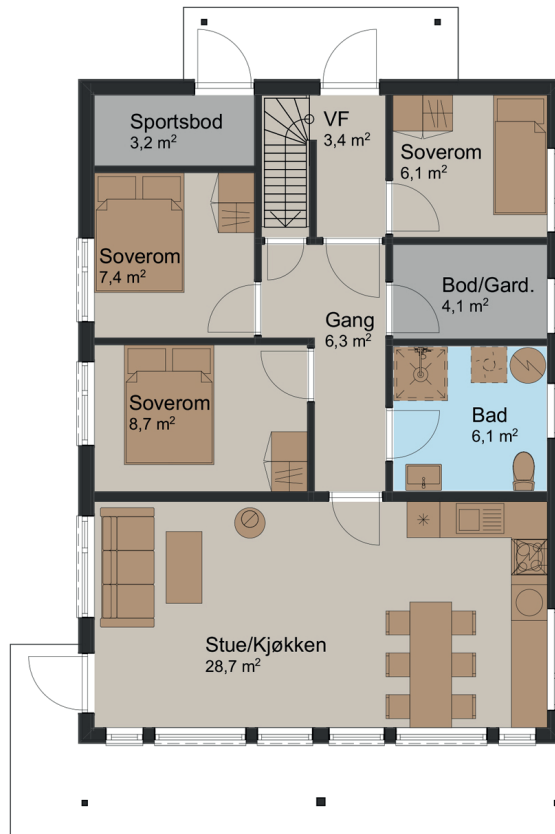 Sportsbod
3,2 m²
VF
3,4 m²
Soverom
6,1 m²
Soverom
7,4 m²
Bod/Gard.
4,1 m²
Gang
6,3 m²
Soverom
8,7 m²
Bad
6,1 m²
Stue/Kjøkken
28,7 m²